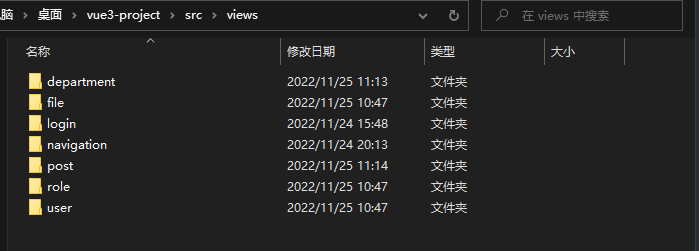 脑 > 桌面 > vue3-project > src > views 在 views 中搜索
名称 修改日期 类型 大小
department 2022/11/25 11:13 文件夹
file 2022/11/25 10:47 文件夹
login 2022/11/24 15:48 文件夹
navigation 2022/11/24 20:13 文件夹
post 2022/11/25 11:14 文件夹
role 2022/11/25 10:47 文件夹
user 2022/11/25 10:47 文件夹